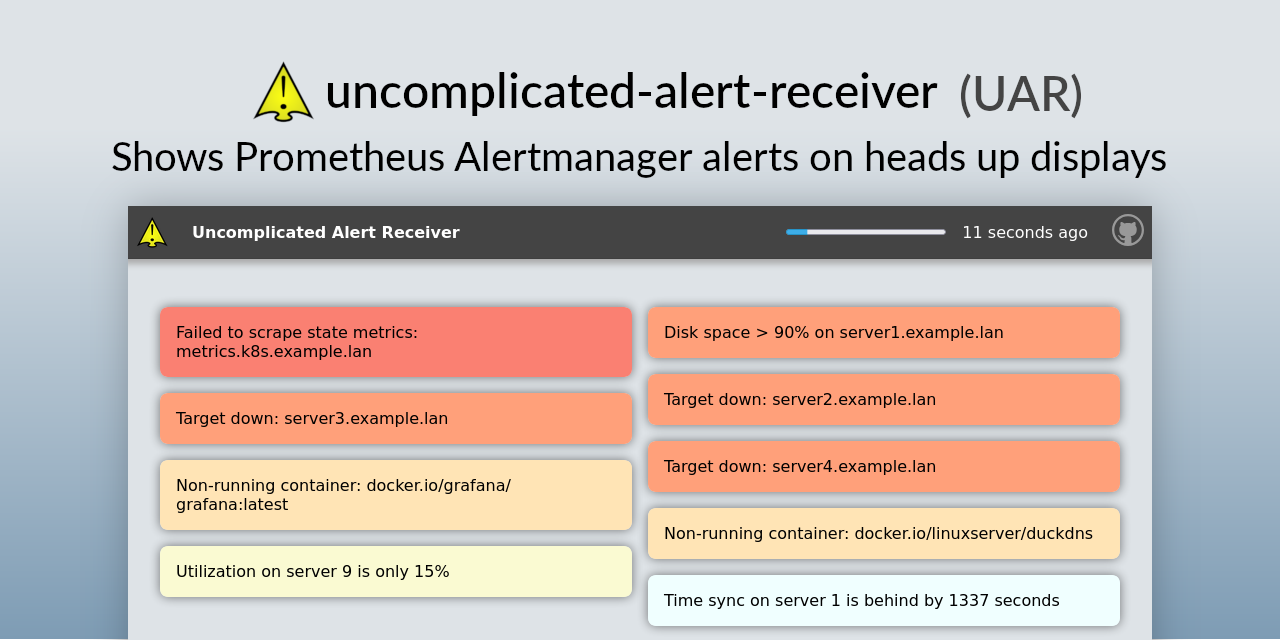 uncomplicated-alert-receiver (UAR)
Shows Prometheus Alertmanager alerts on heads up displays
Uncomplicated Alert Receiver
11 seconds ago
Failed to scrape state metrics:
metrics.k8s.example.lan
Target down: server3.example.lan
Non-running container: docker.io/grafana/
grafana:latest
Utilization on server 9 is only 15%
Disk space > 90% on server1.example.lan
Target down: server2.example.lan
Target down: server4.example.lan
Non-running container: docker.io/linuxserver/duckdns
Time sync on server 1 is behind by 1337 seconds